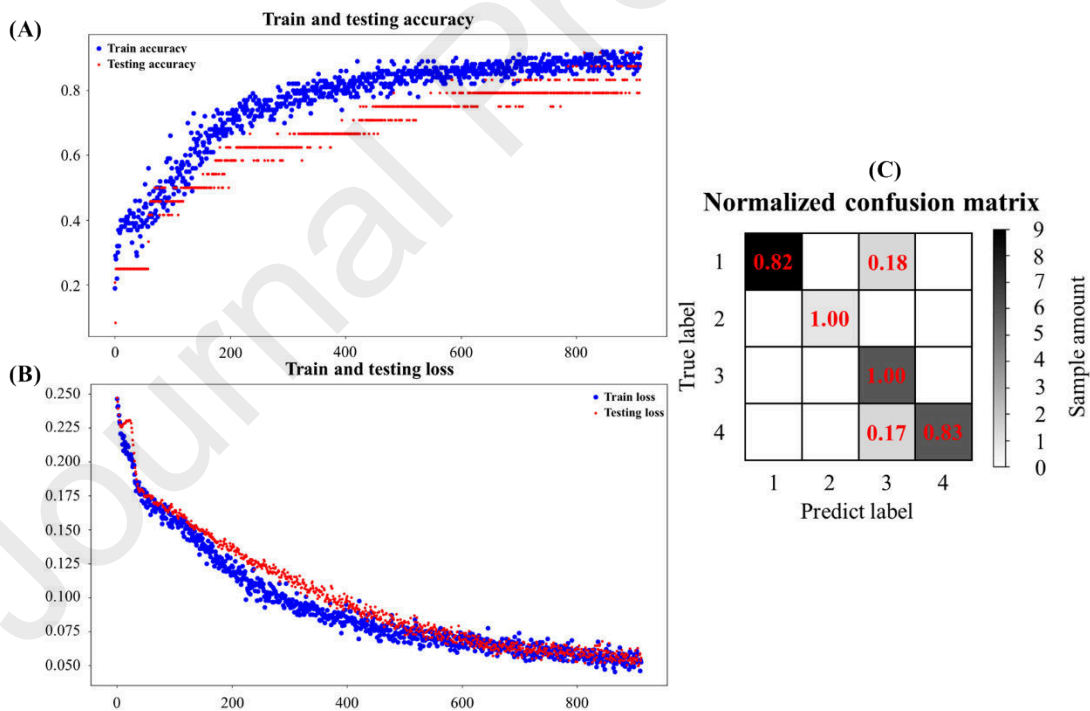 Journal Pre
(A)
Train and testing accuracy
Train accuracy
Testing accuracy
0.8
0.6
0.4
0.2
0 200 400 600 800
(B)
Train and testing loss
Train loss
Testing loss
0.250
0.225
0.200
0.175
0.150
0.125
0.100
0.075
0.050
0 200 400 600 800
(C)
Normalized confusion matrix
True label
1 0.82 0.18
2 1.00
3 1.00
4 0.17 0.83
1 2 3 4
Predict label
9
8
7
6
5
4
3
2
1
0
Sample amount